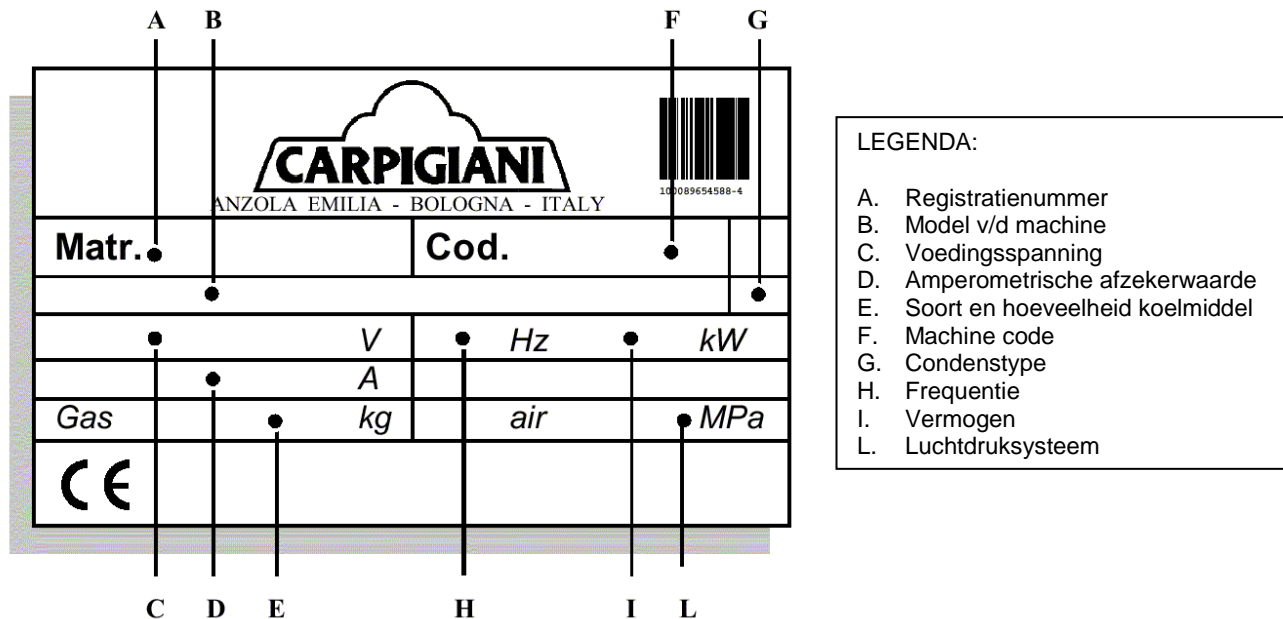 A B F G
CARPIGIANI
100089654588-4
ANZOLA EMILIA - BOLOGNA - ITALY
Matr. Cod.
V Hz kW
A
Gas kg air MPa
CE
C D E H I L
LEGENDA:
A. Registratienummer
B. Model v/d machine
C. Voedingsspanning
D. Amperometrische afzekerwaarde
E. Soort en hoeveelheid koelmiddel
F. Machine code
G. Condenstype
H. Frequentie
I. Vermogen
L. Luchtdruksysteem